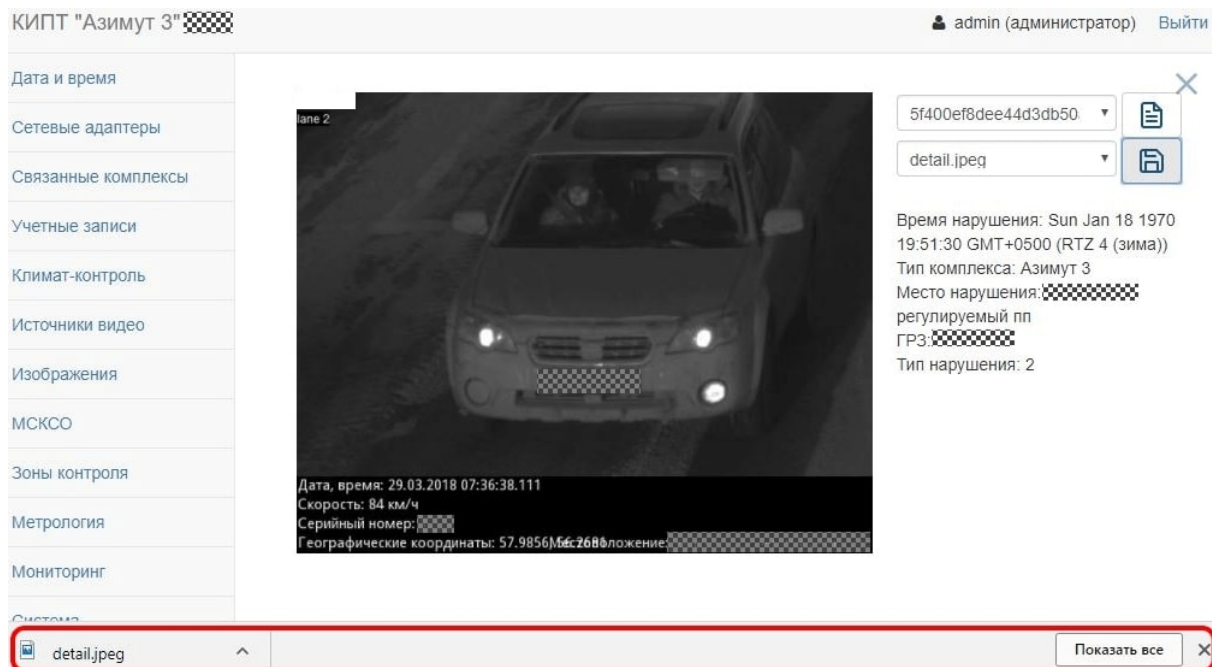 КИПТ "Азимут 3"
admin (администратор) Выйти
Дата и время
Сетевые адаптеры
Связанные комплексы
Учетные записи
Климат-контроль
Источники видео
Изображения
МСКСО
Зоны контроля
Метрология
Мониторинг
Система
lane 2
Дата, время: 29.03.2018 07:36:38.111
Скорость: 84 км/ч
Серийный номер:
Географические координаты: 57.9856, 56.2681 Местоположение:
5f400ef8dee44d3db50
detail.jpeg
Время нарушения: Sun Jan 18 1970
19:51:30 GMT+0500 (RTZ 4 (зима))
Тип комплекса: Азимут 3
Место нарушения:
регулируемый пп
ГРЗ:
Тип нарушения: 2
detail.jpeg
Показать все